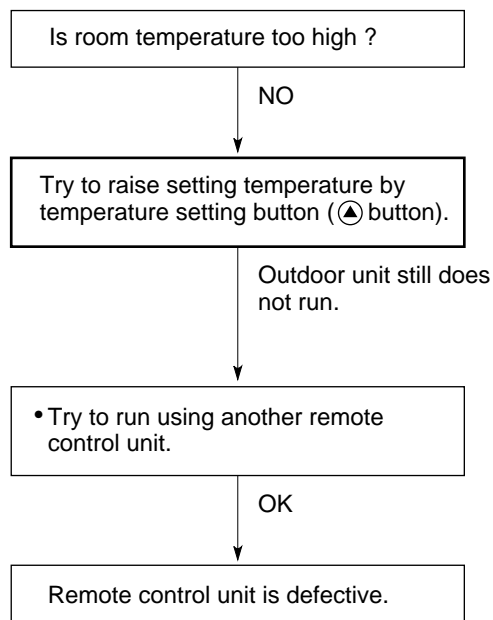 Is room temperature too high ?
NO
Try to raise setting temperature by
temperature setting button ( ▲ button).
Outdoor unit still does
not run.
• Try to run using another remote
control unit.
OK
Remote control unit is defective.